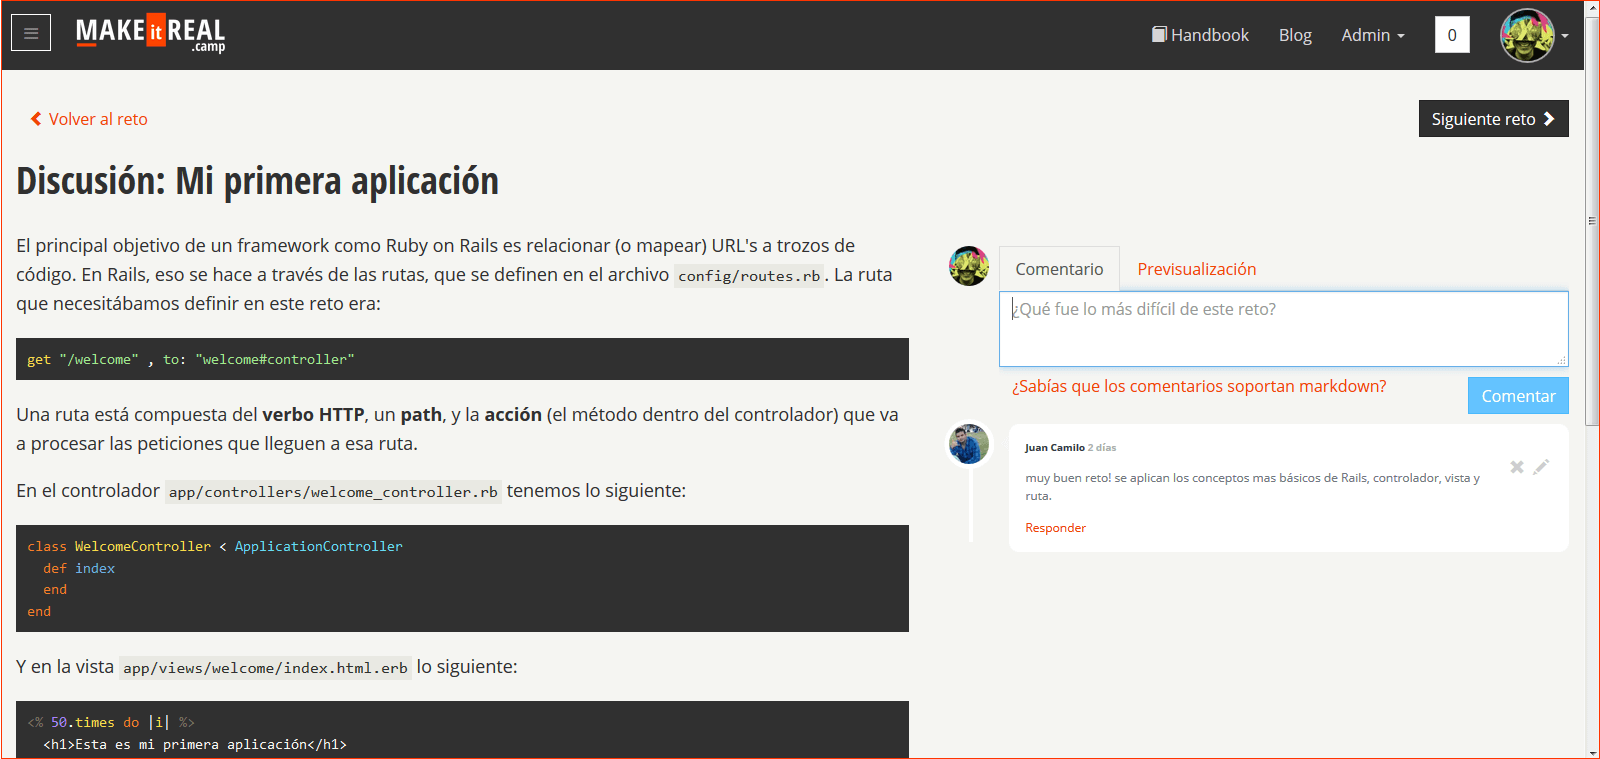 MAKE it REAL
.camp
Handbook
Blog
Admin
0
Volver al reto
Siguiente reto
Discusión: Mi primera aplicación
El principal objetivo de un framework como Ruby on Rails es relacionar (o mapear) URL's a trozos de
código. En Rails, eso se hace a través de las rutas, que se definen en el archivo config/routes.rb. La ruta
que necesitábamos definir en este reto era:
get "/welcome" , to: "welcome#controller"
Una ruta está compuesta del verbo HTTP, un path, y la acción (el método dentro del controlador) que va
a procesar las peticiones que lleguen a esa ruta.
En el controlador app/controllers/welcome_controller.rb tenemos lo siguiente:
class WelcomeController < ApplicationController
  def index
  end
end
Y en la vista app/views/welcome/index.html.erb lo siguiente:
<% 50.times do |i| %>
  <h1>Esta es mi primera aplicación</h1>
Comentario
Previsualización
¿Qué fue lo más difícil de este reto?
¿Sabías que los comentarios soportan markdown?
Comentar
Juan Camilo 2 días
muy buen reto! se aplican los conceptos mas básicos de Rails, controlador, vista y
ruta.
Responder